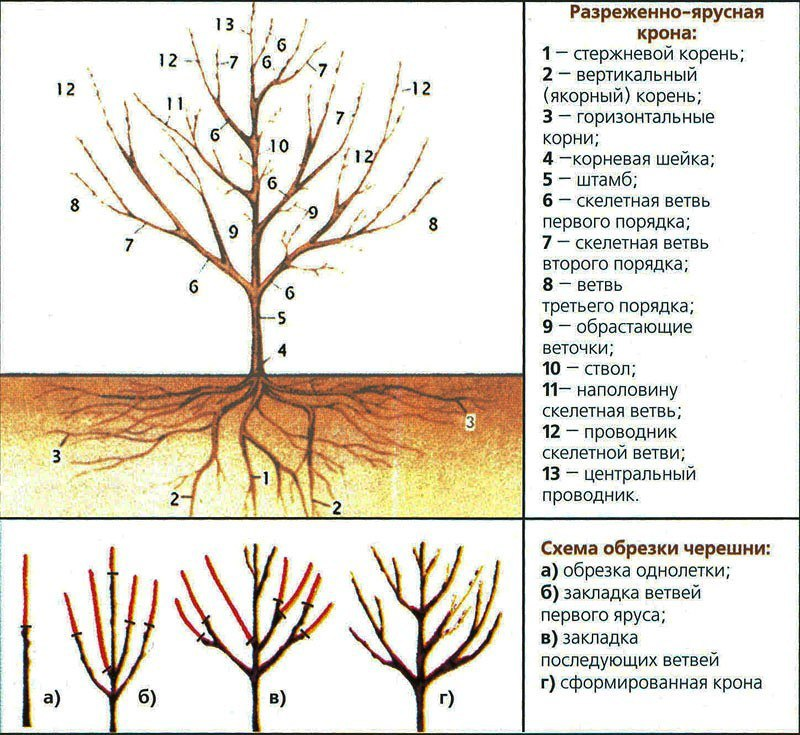 Разреженно-ярусная
крона:
1 – стержневой корень;
2 – вертикальный
(якорный) корень;
3 – горизонтальные
корни;
4 –корневая шейка;
5 – штамб;
6 – скелетная ветвь
первого порядка;
7 – скелетная ветвь
второго порядка;
8 – ветвь
третьего порядка;
9 – обрастающие
веточки;
10 – ствол;
11– наполовину
скелетная ветвь;
12 – проводник
скелетной ветви;
13 – центральный
проводник.
13
6
12
7
6
7
12
12
11
7
6
10
12
6
8
9
9
8
7
6
6
5
4
3
3
1
2
2
Схема обрезки черешни:
а) обрезка однолетки;
б) закладка ветвей
первого яруса;
в) закладка
последующих ветвей
г) сформированная крона
а)
б)
в)
г)